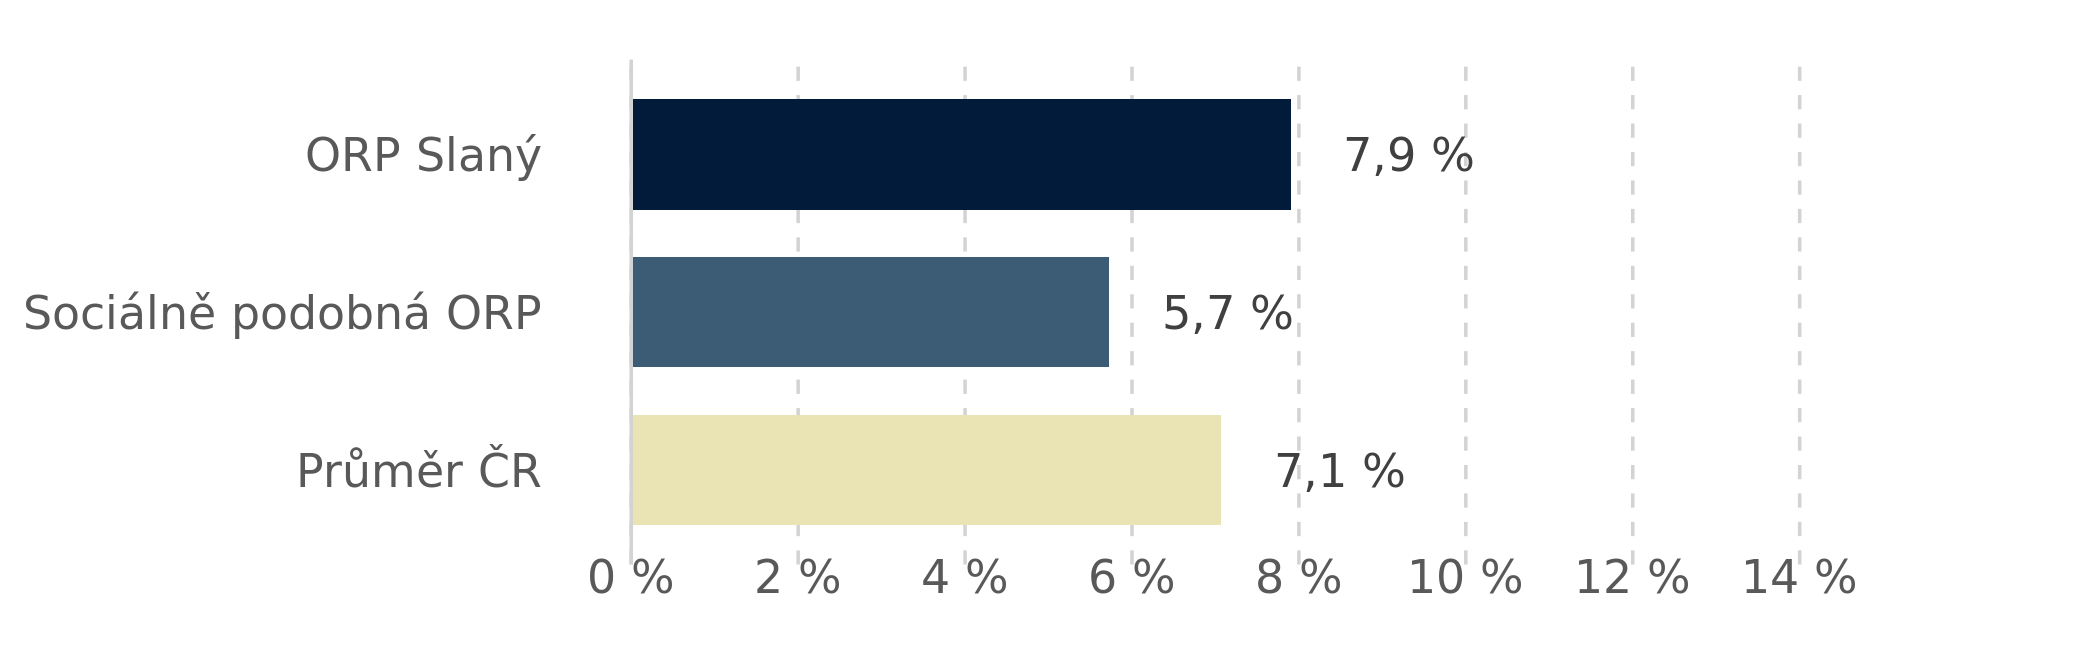 ORP Slaný 7,9 %
Sociálně podobná ORP 5,7 %
Průměr ČR 7,1 %
0 % 2 % 4 % 6 % 8 % 10 % 12 % 14 %